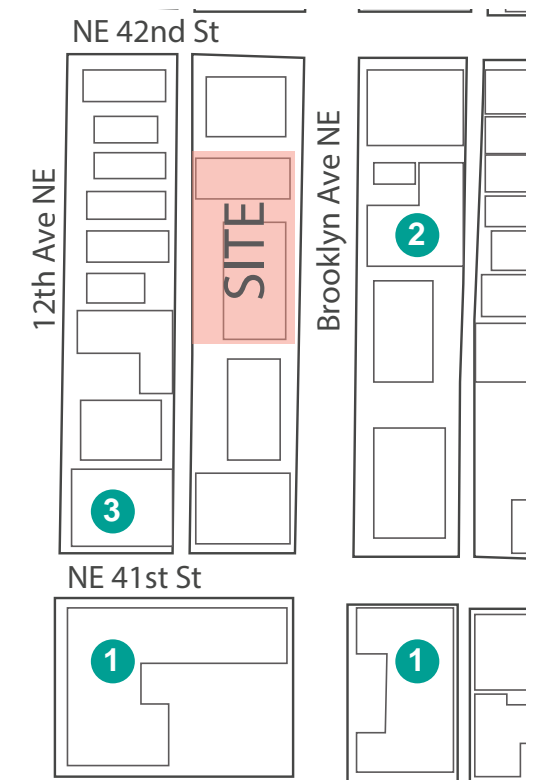 NE 42nd St
12th Ave NE
SITE
Brooklyn Ave NE
2
3
NE 41st St
1
1